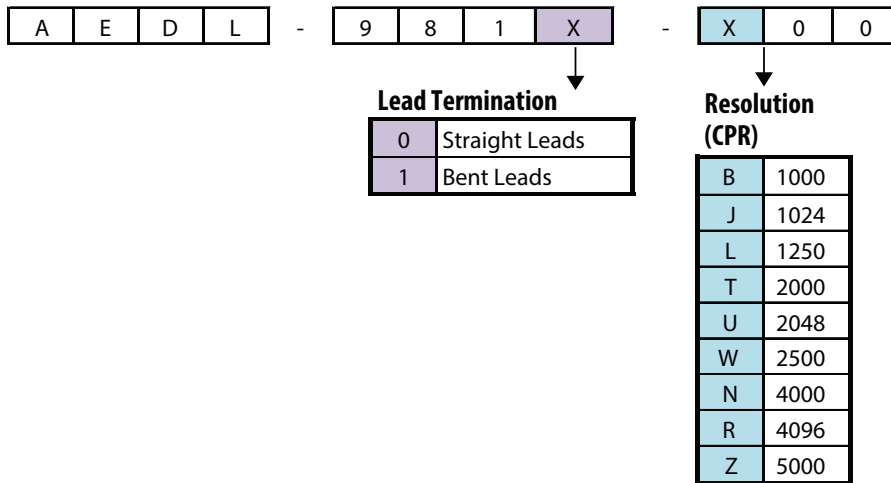 A E D L - 9 8 1 X - X 0 0
Lead Termination
0 Straight Leads
1 Bent Leads
Resolution
(CPR)
B 1000
J 1024
L 1250
T 2000
U 2048
W 2500
N 4000
R 4096
Z 5000